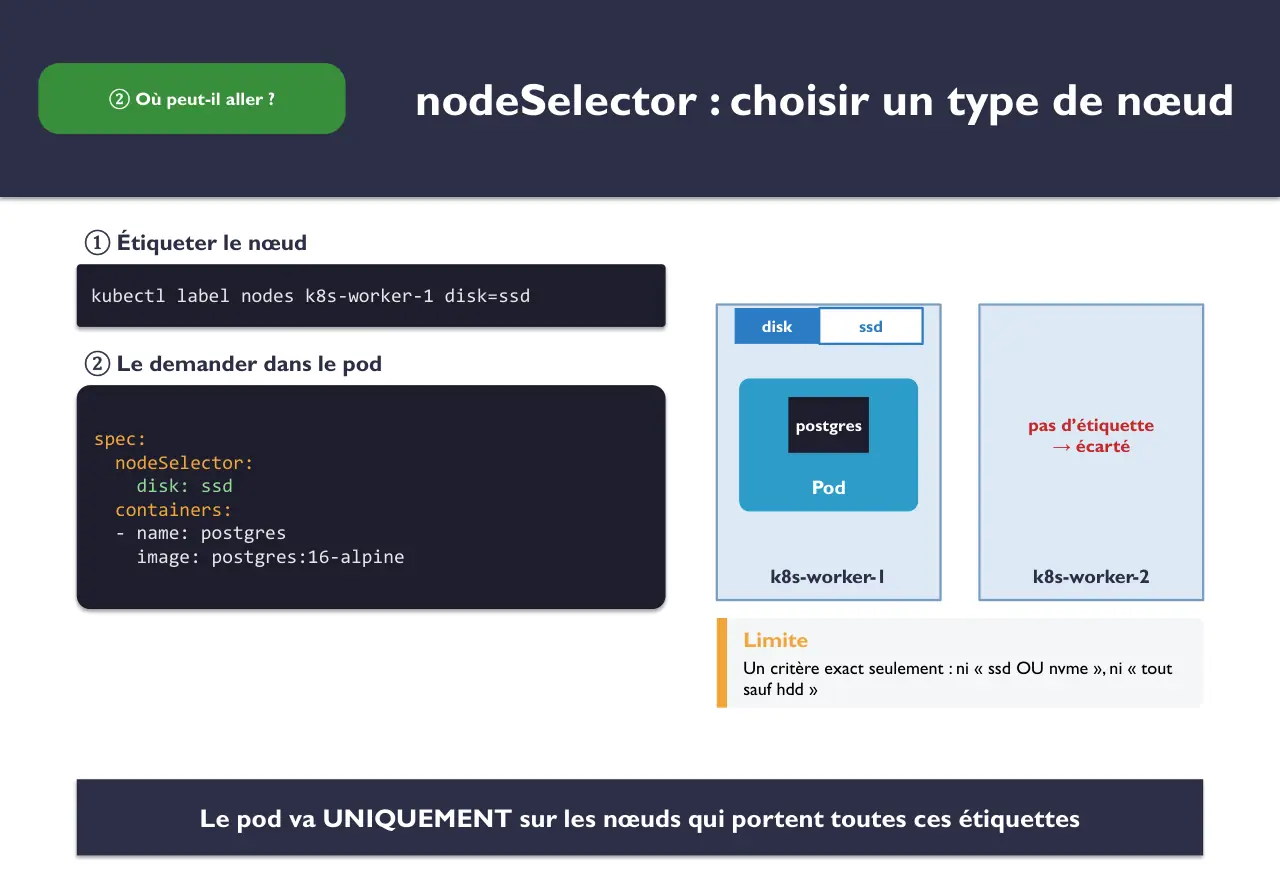 ② Où peut-il aller ?
nodeSelector : choisir un type de nœud
① Étiqueter le nœud
kubectl label nodes k8s-worker-1 disk=ssd
② Le demander dans le pod
spec:
  nodeSelector:
    disk: ssd
  containers:
  - name: postgres
    image: postgres:16-alpine
disk ssd
postgres
Pod
k8s-worker-1
pas d’étiquette
→ écarté
k8s-worker-2
Limite
Un critère exact seulement : ni « ssd OU nvme », ni « tout
sauf hdd »
Le pod va UNIQUEMENT sur les nœuds qui portent toutes ces étiquettes